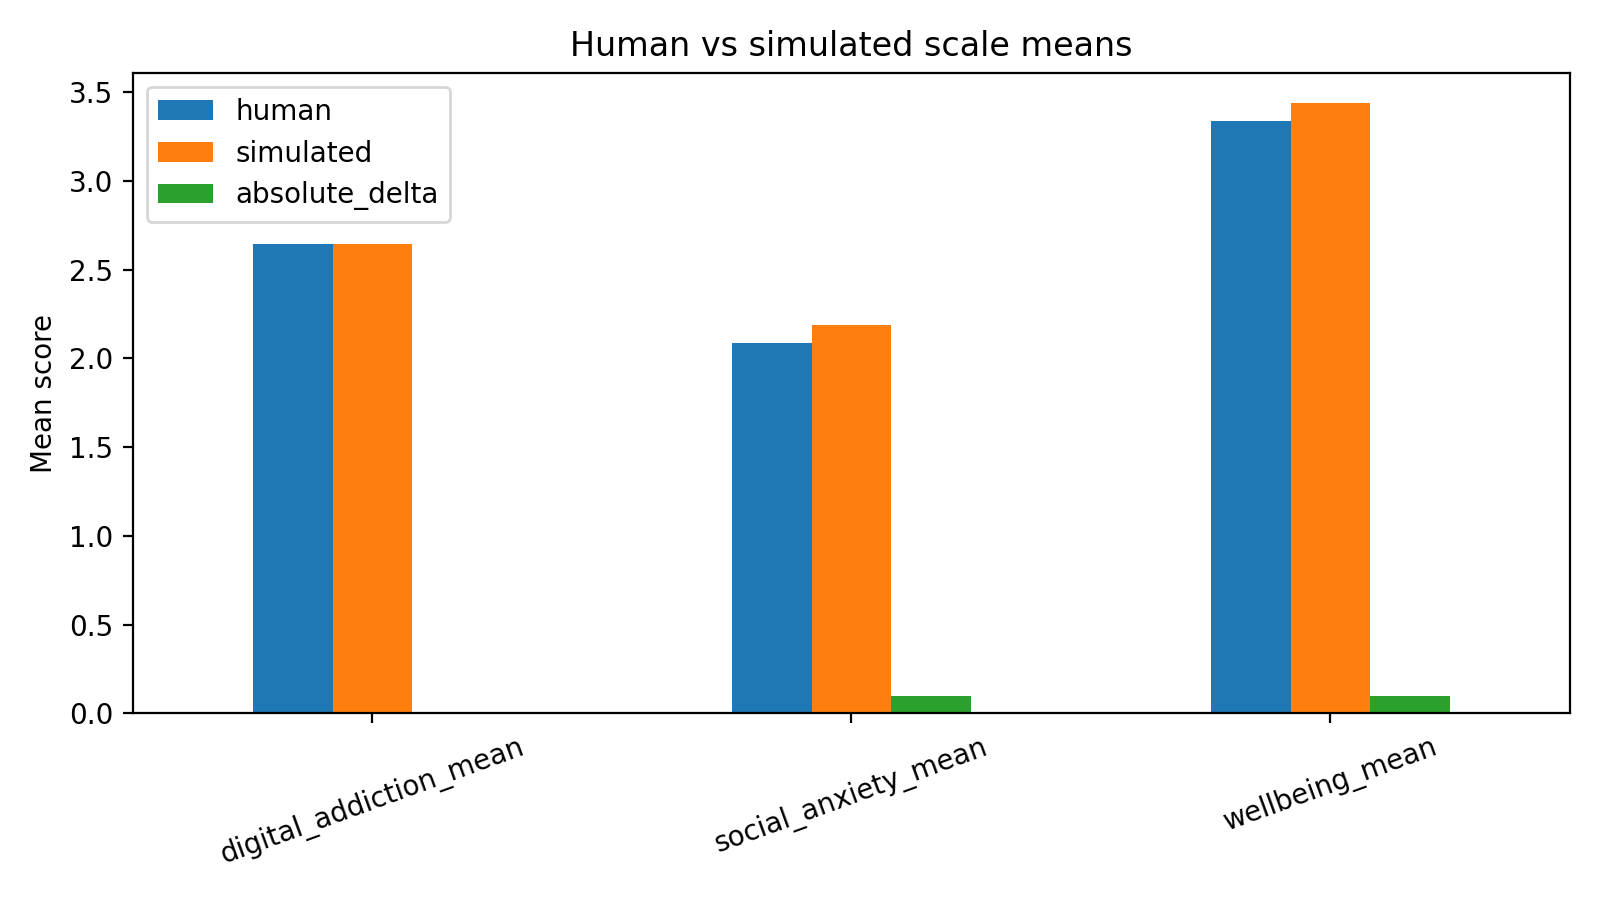 Human vs simulated scale means
human
simulated
absolute_delta
Mean score
3.5
3.0
2.5
2.0
1.5
1.0
0.5
0.0
digital_addiction_mean
social_anxiety_mean
wellbeing_mean